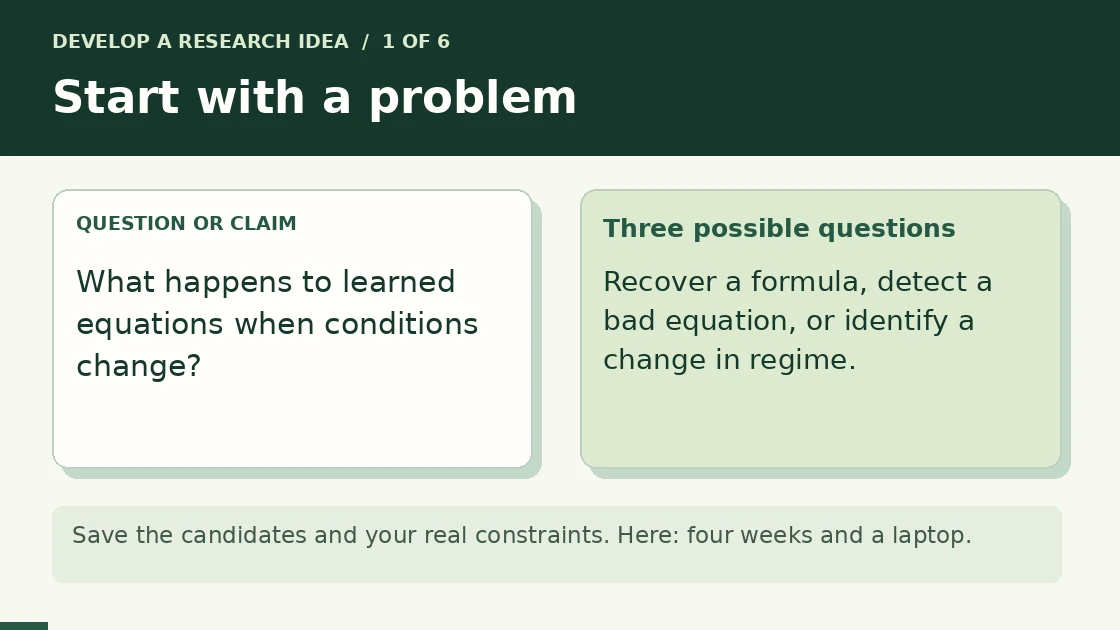 DEVELOP A RESEARCH IDEA / 1 OF 6
Start with a problem
QUESTION OR CLAIM
What happens to learned
equations when conditions
change?
Three possible questions
Recover a formula, detect a
bad equation, or identify a
change in regime.
Save the candidates and your real constraints. Here: four weeks and a laptop.